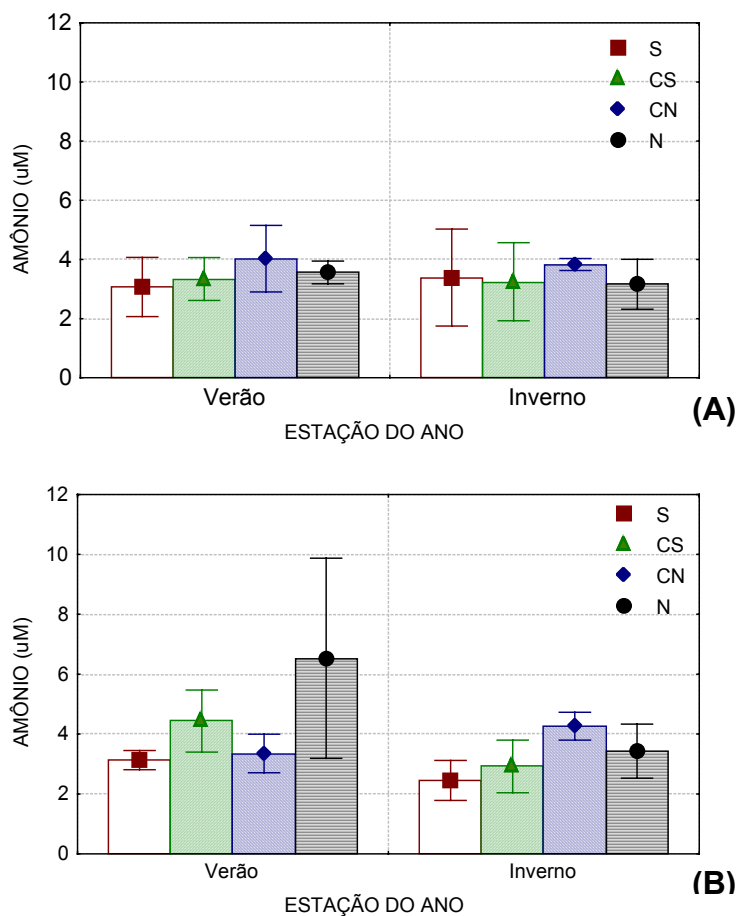 12
10
8
6
4
2
0
AMÔNIO (uM)
S
CS
CN
N
Verão
Inverno
(A)
ESTAÇÃO DO ANO
12
10
8
6
4
2
0
AMÔNIO (uM)
S
CS
CN
N
Verão
Inverno
(B)
ESTAÇÃO DO ANO